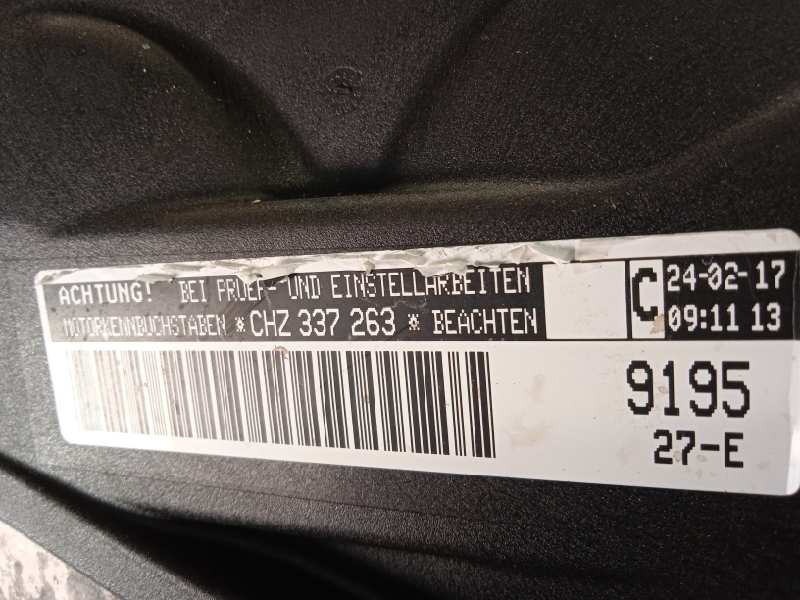 ACHTUNG! BEI PRUEF- UND EINSTELLARBEITEN
MOTORKENNBUCHSTABEN *CHZ 337 263* BEACHTEN
C
24-02-17
09:11 13
9195
27-E